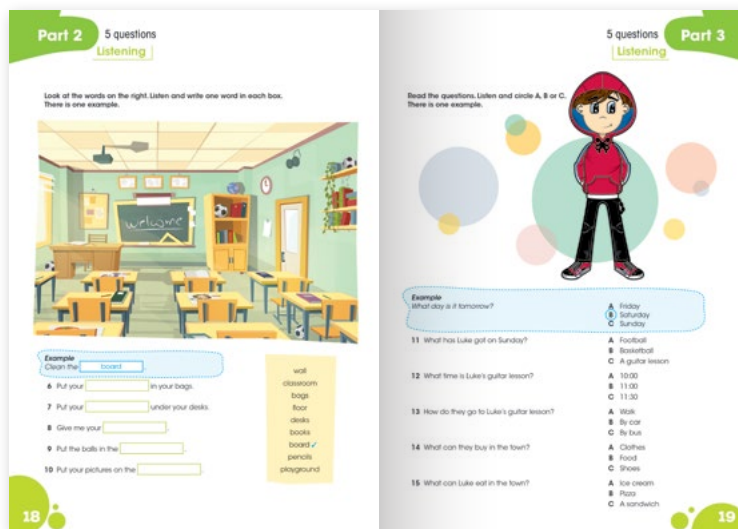 Part 2
5 questions
Listening
Look at the words on the right. Listen and write one word in each box.
There is one example.
welcome
Example
Clean the board.
6 Put your in your bags.
7 Put your under your desks.
8 Give me your .
9 Put the balls in the .
10 Put your pictures on the .
wall
classroom
bags
floor
desks
books
board ✓
pencils
playground
18
5 questions
Part 3
Listening
Read the questions. Listen and circle A, B or C.
There is one example.
Example
What day is it tomorrow?
A Friday
B Saturday
C Sunday
11 What has Luke got on Sunday?
A Football
B Basketball
C A guitar lesson
12 What time is Luke's guitar lesson?
A 10:00
B 11:00
C 11:30
13 How do they go to Luke's guitar lesson?
A Walk
B By car
C By bus
14 What can they buy in the town?
A Clothes
B Food
C Shoes
15 What can Luke eat in the town?
A Ice cream
B Pizza
C A sandwich
19